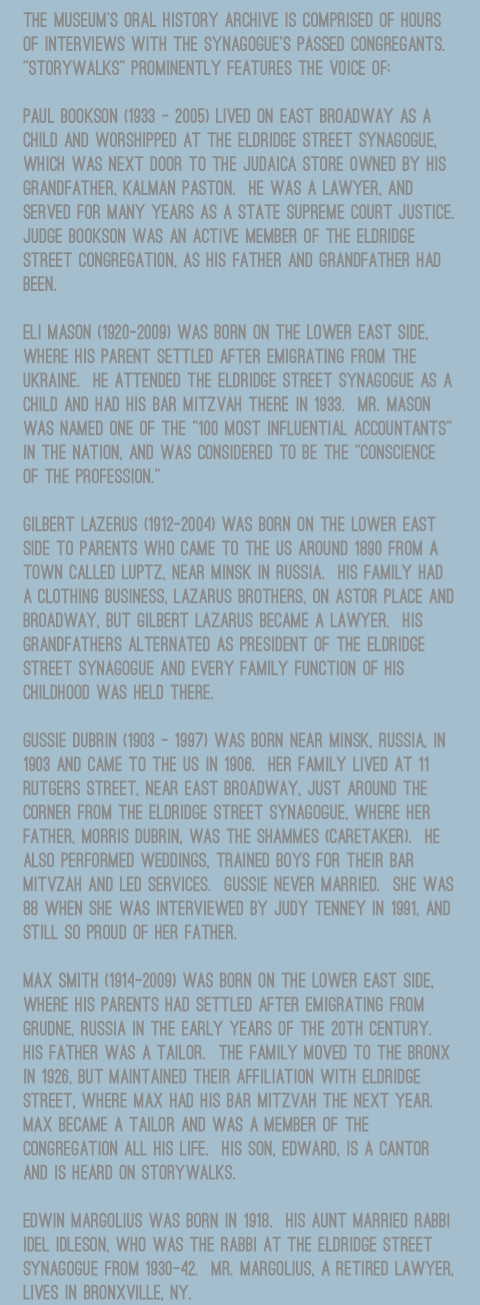 THE MUSEUM'S ORAL HISTORY ARCHIVE IS COMPRISED OF HOURS
OF INTERVIEWS WITH THE SYNAGOGUE'S PASSED CONGREGANTS.
"STORYWALKS" PROMINENTLY FEATURES THE VOICE OF:

PAUL BOOKSON (1933 - 2005) LIVED ON EAST BROADWAY AS A
CHILD AND WORSHIPPED AT THE ELDRIDGE STREET SYNAGOGUE,
WHICH WAS NEXT DOOR TO THE JUDAICA STORE OWNED BY HIS
GRANDFATHER, KALMAN PASTON. HE WAS A LAWYER, AND
SERVED FOR MANY YEARS AS A STATE SUPREME COURT JUSTICE.
JUDGE BOOKSON WAS AN ACTIVE MEMBER OF THE ELDRIDGE
STREET CONGREGATION, AS HIS FATHER AND GRANDFATHER HAD
BEEN.

ELI MASON (1920-2009) WAS BORN ON THE LOWER EAST SIDE,
WHERE HIS PARENT SETTLED AFTER EMIGRATING FROM THE
UKRAINE. HE ATTENDED THE ELDRIDGE STREET SYNAGOGUE AS A
CHILD AND HAD HIS BAR MITZVAH THERE IN 1933. MR. MASON
WAS NAMED ONE OF THE "100 MOST INFLUENTIAL ACCOUNTANTS"
IN THE NATION, AND WAS CONSIDERED TO BE THE "CONSCIENCE
OF THE PROFESSION."

GILBERT LAZERUS (1912-2004) WAS BORN ON THE LOWER EAST
SIDE TO PARENTS WHO CAME TO THE US AROUND 1890 FROM A
TOWN CALLED LUPTZ, NEAR MINSK IN RUSSIA. HIS FAMILY HAD
A CLOTHING BUSINESS, LAZARUS BROTHERS, ON ASTOR PLACE AND
BROADWAY, BUT GILBERT LAZARUS BECAME A LAWYER. HIS
GRANDFATHERS ALTERNATED AS PRESIDENT OF THE ELDRIDGE
STREET SYNAGOGUE AND EVERY FAMILY FUNCTION OF HIS
CHILDHOOD WAS HELD THERE.

GUSSIE DUBRIN (1903 - 1997) WAS BORN NEAR MINSK, RUSSIA, IN
1903 AND CAME TO THE US IN 1906. HER FAMILY LIVED AT 11
RUTGERS STREET, NEAR EAST BROADWAY, JUST AROUND THE
CORNER FROM THE ELDRIDGE STREET SYNAGOGUE, WHERE HER
FATHER, MORRIS DUBRIN, WAS THE SHAMMES (CARETAKER). HE
ALSO PERFORMED WEDDINGS, TRAINED BOYS FOR THEIR BAR
MITVZAH AND LED SERVICES. GUSSIE NEVER MARRIED. SHE WAS
88 WHEN SHE WAS INTERVIEWED BY JUDY TENNEY IN 1991, AND
STILL SO PROUD OF HER FATHER.

MAX SMITH (1914-2009) WAS BORN ON THE LOWER EAST SIDE,
WHERE HIS PARENTS HAD SETTLED AFTER EMIGRATING FROM
GRUDNE, RUSSIA IN THE EARLY YEARS OF THE 20TH CENTURY.
HIS FATHER WAS A TAILOR. THE FAMILY MOVED TO THE BRONX
IN 1926, BUT MAINTAINED THEIR AFFILIATION WITH ELDRIDGE
STREET, WHERE MAX HAD HIS BAR MITZVAH THE NEXT YEAR.
MAX BECAME A TAILOR AND WAS A MEMBER OF THE
CONGREGATION ALL HIS LIFE. HIS SON, EDWARD, IS A CANTOR
AND IS HEARD ON STORYWALKS.

EDWIN MARGOLIUS WAS BORN IN 1918. HIS AUNT MARRIED RABBI
IDEL IDLESON, WHO WAS THE RABBI AT THE ELDRIDGE STREET
SYNAGOGUE FROM 1930-42. MR. MARGOLIUS, A RETIRED LAWYER,
LIVES IN BRONXVILLE, NY.